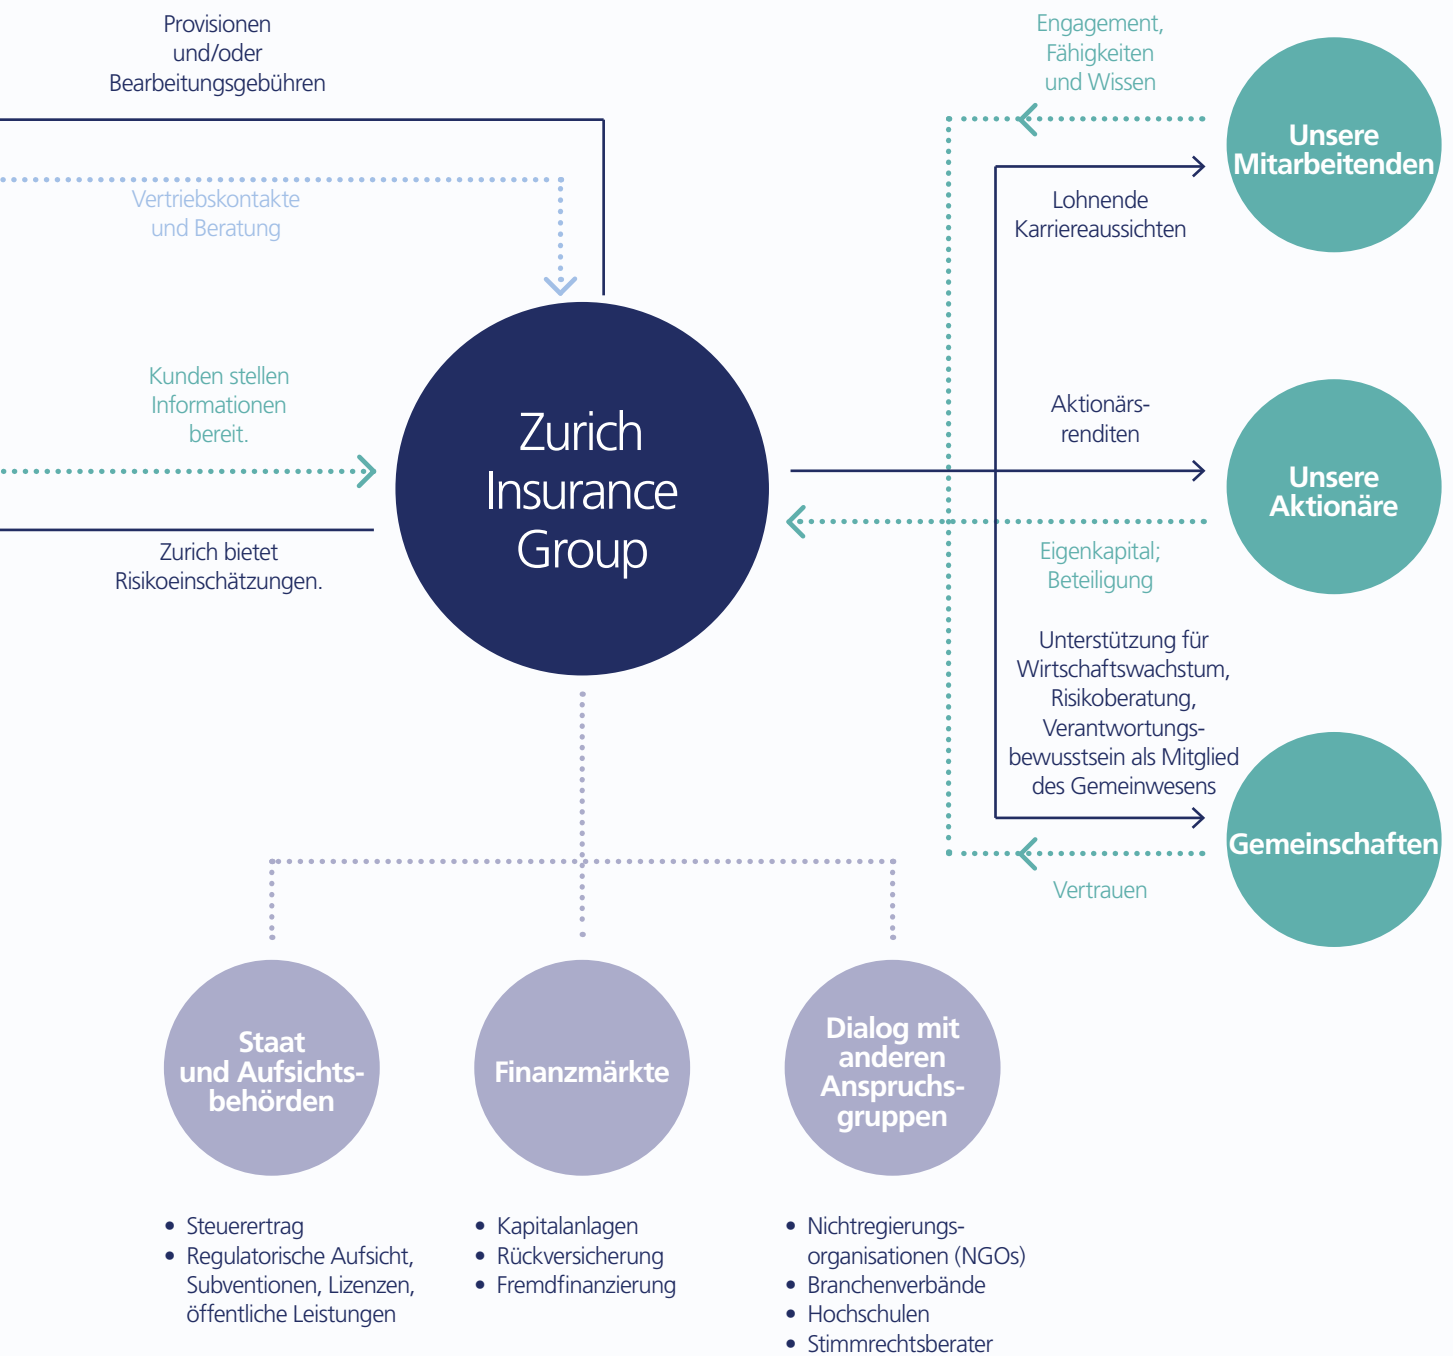 Provisionen
und/oder
Bearbeitungsgebühren
Vertriebskontakte
und Beratung
Kunden stellen
Informationen
bereit.
Zurich bietet
Risikoeinschätzungen.
Zurich
Insurance
Group
Engagement,
Fähigkeiten
und Wissen
Lohnende
Karriereaussichten
Unsere
Mitarbeitenden
Aktionärs-
renditen
Eigenkapital;
Beteiligung
Unsere
Aktionäre
Unterstützung für
Wirtschaftswachstum,
Risikoberatung,
Verantwortungs-
bewusstsein als Mitglied
des Gemeinwesens
Vertrauen
Gemeinschaften
Staat
und Aufsichts-
behörden
• Steuerertrag
• Regulatorische Aufsicht,
Subventionen, Lizenzen,
öffentliche Leistungen
Finanzmärkte
• Kapitalanlagen
• Rückversicherung
• Fremdfinanzierung
Dialog mit
anderen
Anspruchs-
gruppen
• Nichtregierungs-
organisationen (NGOs)
• Branchenverbände
• Hochschulen
• Stimmrechtsberater